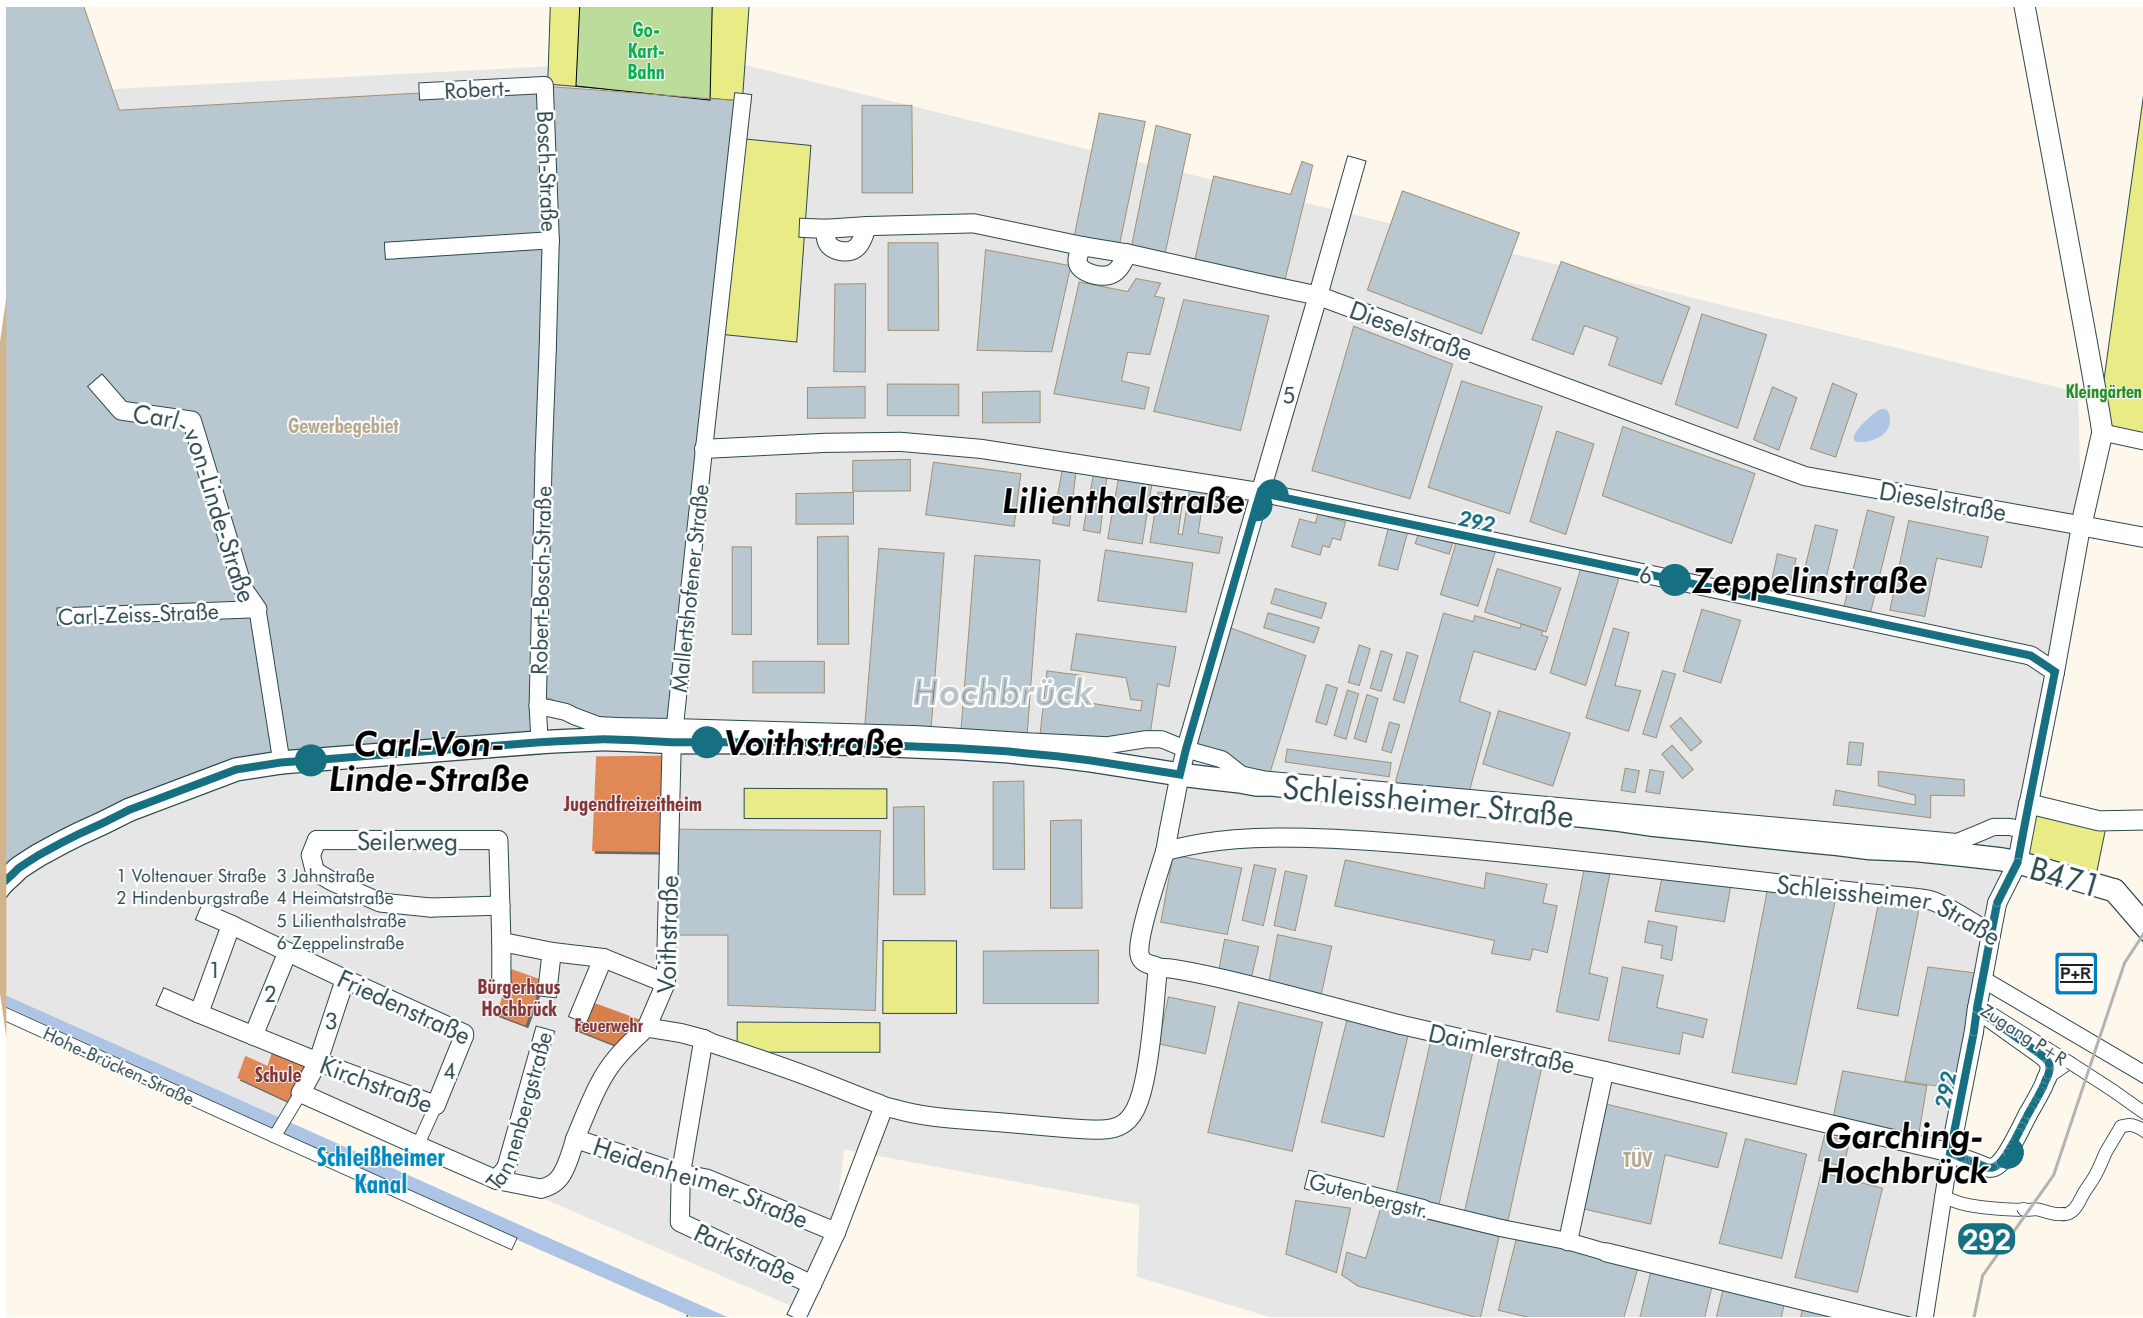 Go-
Kart-
Bahn
Robert-
Bosch-Straße
Dieselstraße
Kleingärten
5
Carl-von-Linde-Straße
Gewerbegebiet
Dieselstraße
Lilienthalstraße
292
6
Zeppelinstraße
Carl-Zeiss-Straße
Robert-Bosch-Straße
Mallertshofener Straße
Hochbrück
Carl-Von-
Linde-Straße
Voithstraße
Schleissheimer Straße
Jugendfreizeitheim
Seilerweg
B471
1 Voltenauer Straße
2 Hindenburgstraße
3 Jahnstraße
4 Heimatstraße
5 Lilienthalstraße
6 Zeppelinstraße
Schleissheimer Straße
Voithstraße
P+R
1
2
3
4
Friedenstraße
Bürgerhaus
Hochbrück
Feuerwehr
Zugang P+R
Hohe-Brücken-Straße
Schule
Kirchstraße
Tannenbergstraße
Daimlerstraße
292
Garching-
Hochbrück
Schleißheimer
Kanal
Heidenheimer Straße
Parkstraße
TÜV
Gutenbergstr.
292